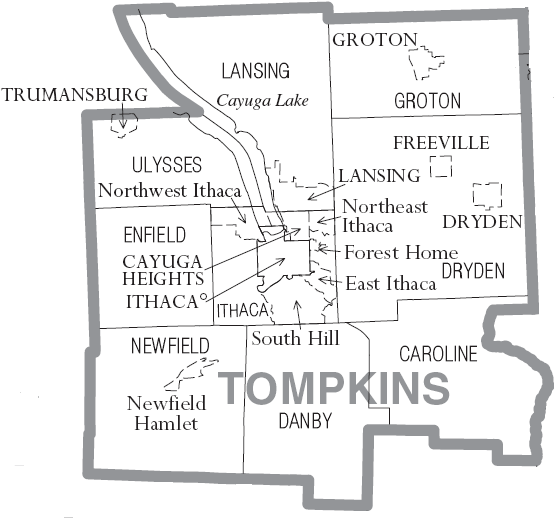 GROTON
LANSING
TRUMANSBURG
Cayuga Lake
GROTON
FREEVILLE
ULYSSES
LANSING
Northwest Ithaca
Northeast
Ithaca
DRYDEN
ENFIELD
Forest Home
CAYUGA
HEIGHTS
DRYDEN
East Ithaca
ITHACA°
ITHACA
South Hill
NEWFIELD
CAROLINE
TOMPKINS
Newfield
Hamlet
DANBY